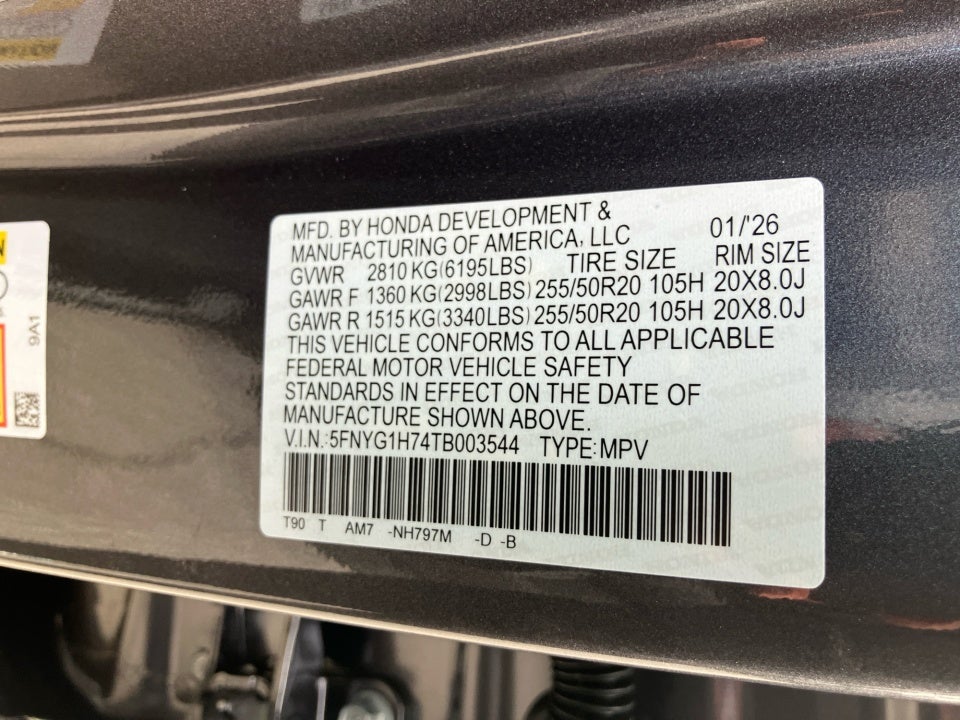 MFD. BY HONDA DEVELOPMENT &
MANUFACTURING OF AMERICA, LLC 01/'26
GVWR 2810 KG(6195LBS) TIRE SIZE RIM SIZE
GAWR F 1360 KG(2998LBS) 255/50R20 105H 20X8.0J
GAWR R 1515 KG(3340LBS) 255/50R20 105H 20X8.0J
THIS VEHICLE CONFORMS TO ALL APPLICABLE
FEDERAL MOTOR VEHICLE SAFETY
STANDARDS IN EFFECT ON THE DATE OF
MANUFACTURE SHOWN ABOVE.
V.I.N.:5FNYG1H74TB003544 TYPE:MPV
T90 T AM7 -NH797M -D -B
9A1